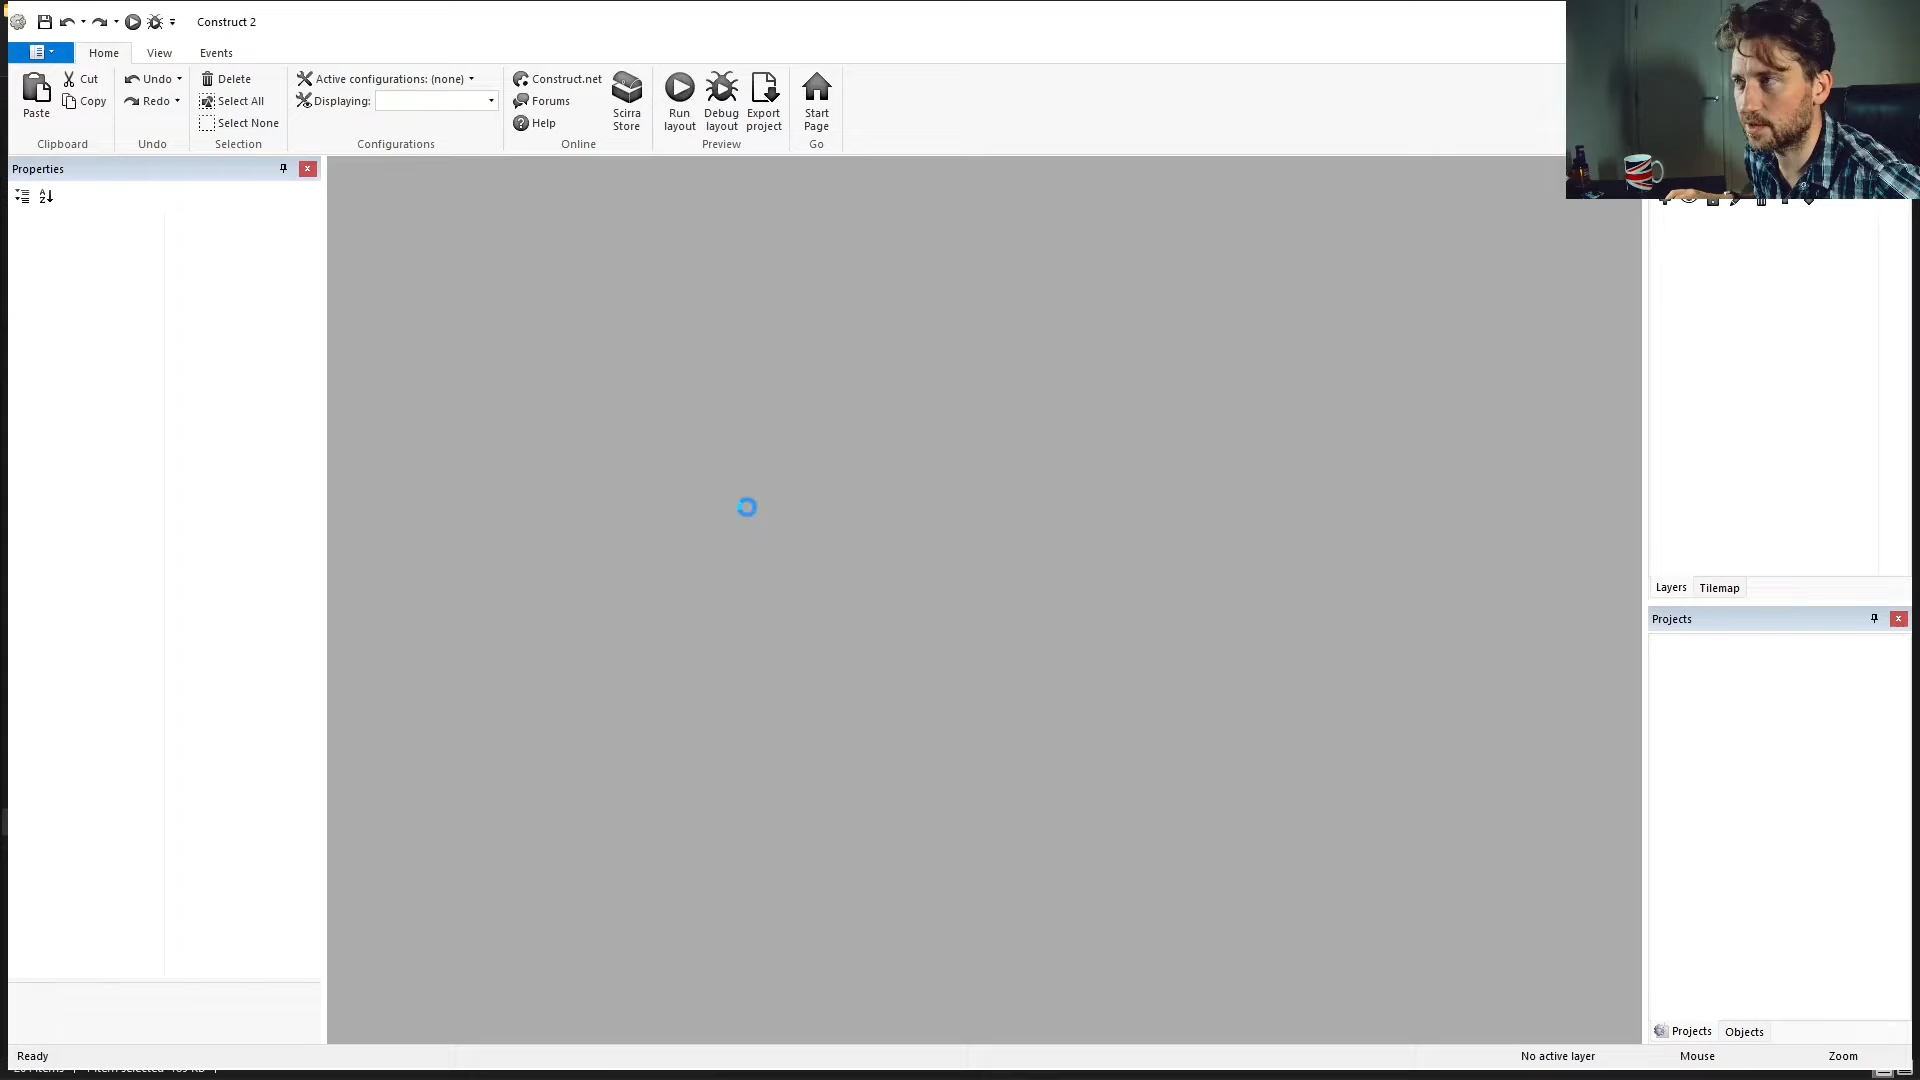 Construct 2
Home View Events
Paste
Cut
Copy
Clipboard
Undo
Redo
Undo
Delete
Select All
Select None
Selection
Active configurations: (none)
Displaying:
Configurations
Construct.net
Forums
Help
Scirra
Store
Online
Run
layout
Debug
layout
Export
project
Preview
Start
Page
Go
Properties
Layers Tilemap
Projects
Projects Objects
Ready No active layer Mouse Zoom